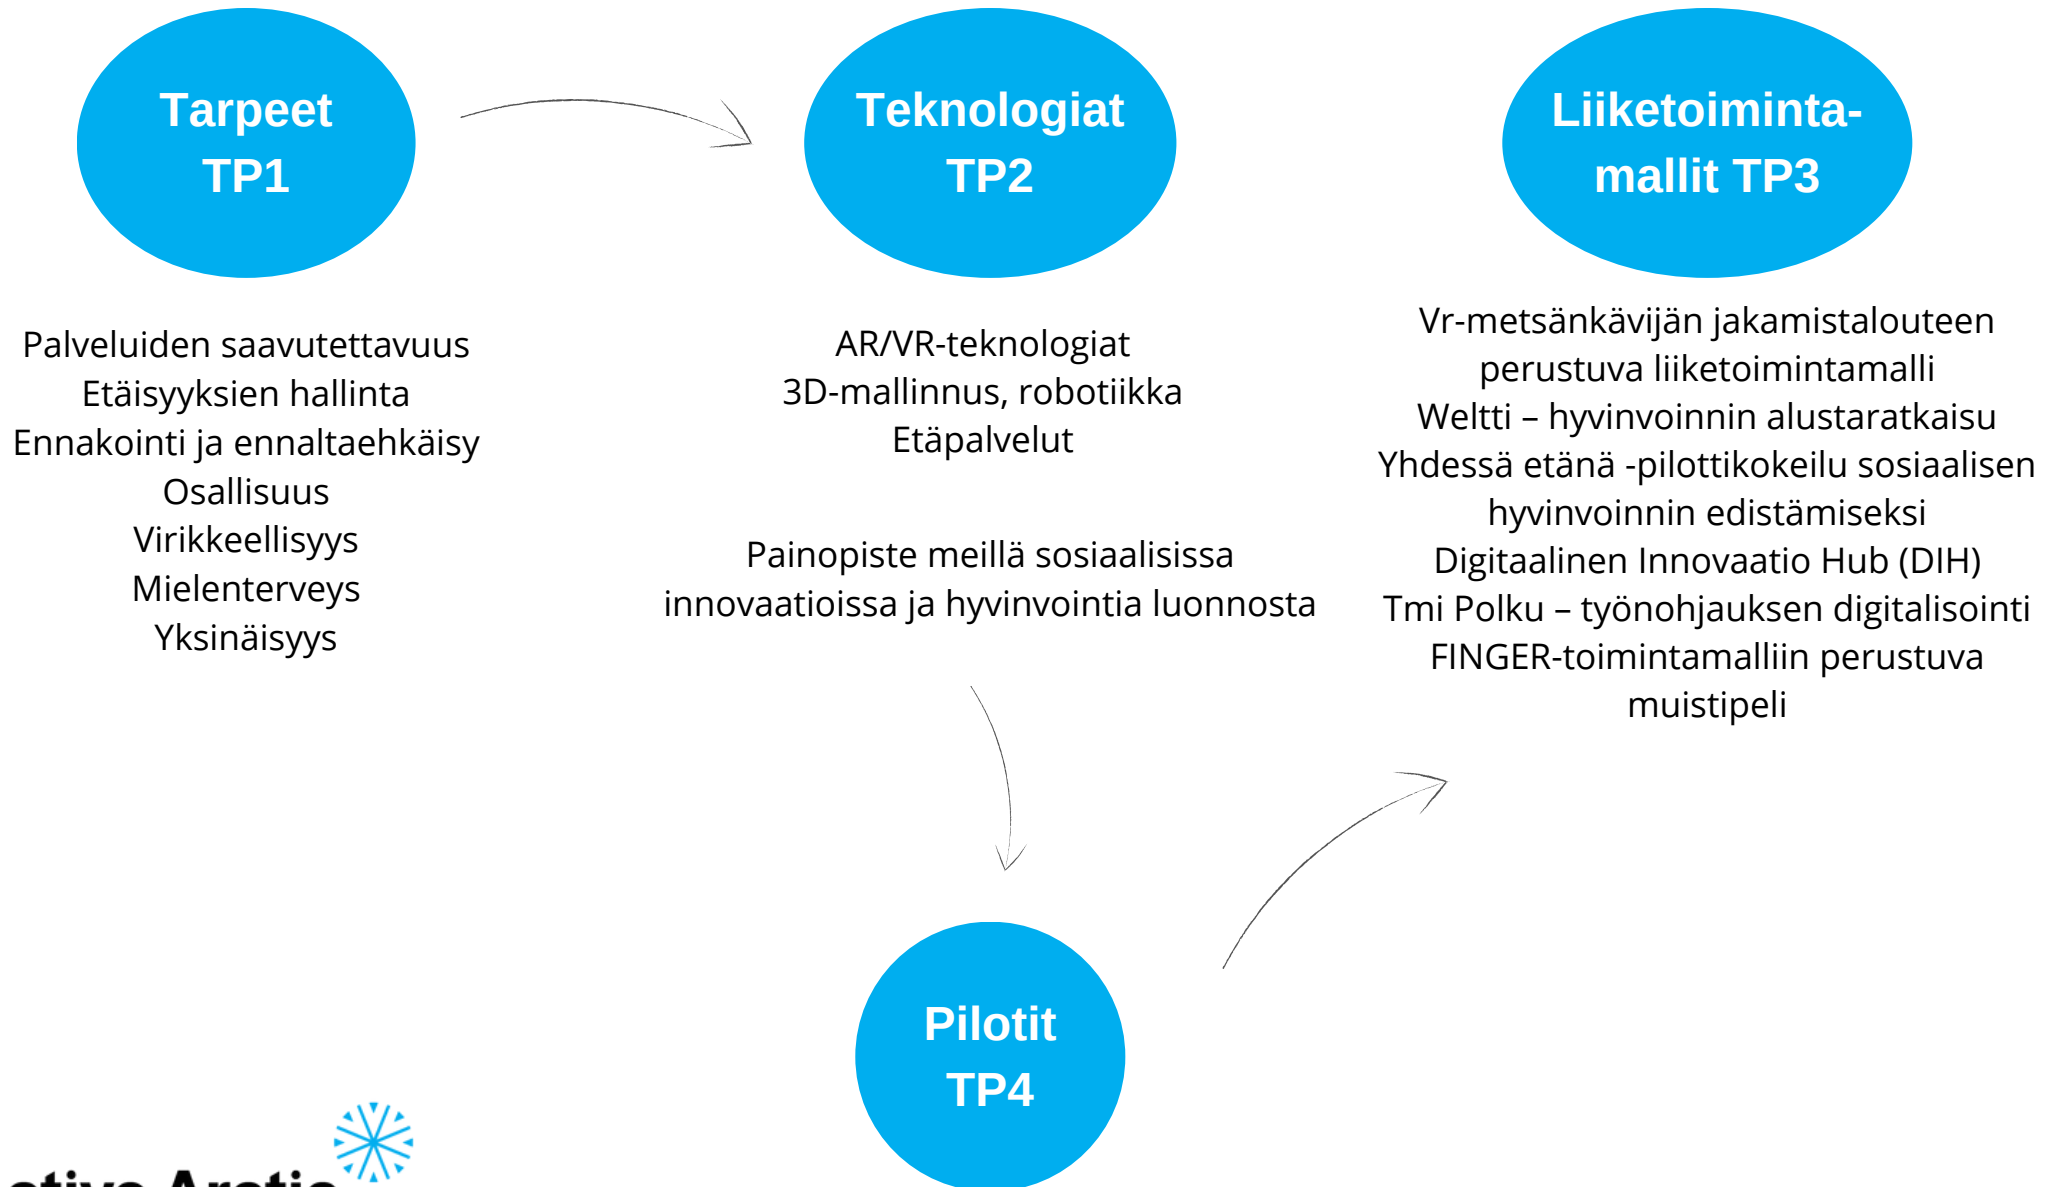 Tarpeet
TP1
Palveluiden saavutettavuus
Etäisyyksien hallinta
Ennakointi ja ennaltaehkäisy
Osallisuus
Virikkeellisyys
Mielenterveys
Yksinäisyys
Teknologiat
TP2
AR/VR-teknologiat
3D-mallinnus, robotiikka
Etäpalvelut
Painopiste meillä sosiaalisissa
innovaatioissa ja hyvinvointia luonnosta
Liiketoiminta-
mallit TP3
Vr-metsänkävijän jakamistalouteen
perustuva liiketoimintamalli
Weltti – hyvinvoinnin alustaratkaisu
Yhdessä etänä -pilottikokeilu sosiaalisen
hyvinvoinnin edistämiseksi
Digitaalinen Innovaatio Hub (DIH)
Tmi Polku – työnohjauksen digitalisointi
FINGER-toimintamalliin perustuva
muistipeli
Pilotit
TP4